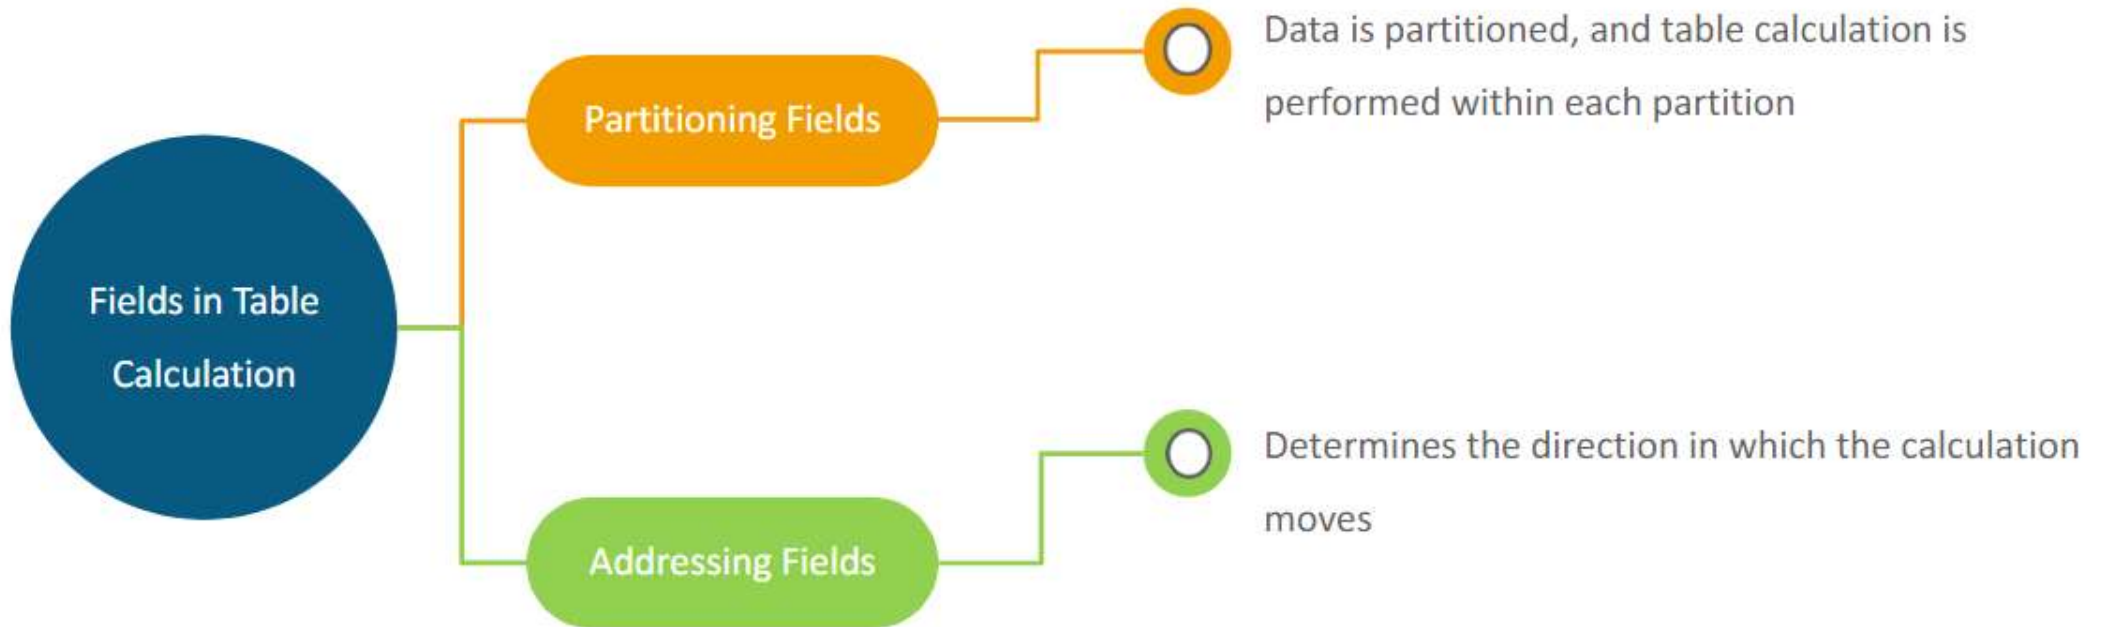 Fields in Table
Calculation
Partitioning Fields
Data is partitioned, and table calculation is
performed within each partition
Addressing Fields
Determines the direction in which the calculation
moves